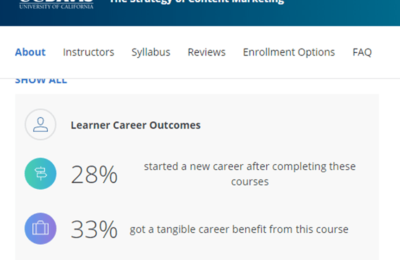 UNIVERSITY OF CALIFORNIA
The Strategy of Content Marketing
About Instructors Syllabus Reviews Enrollment Options FAQ
SHOW ALL
Learner Career Outcomes
28% started a new career after completing these
courses
33% got a tangible career benefit from this course